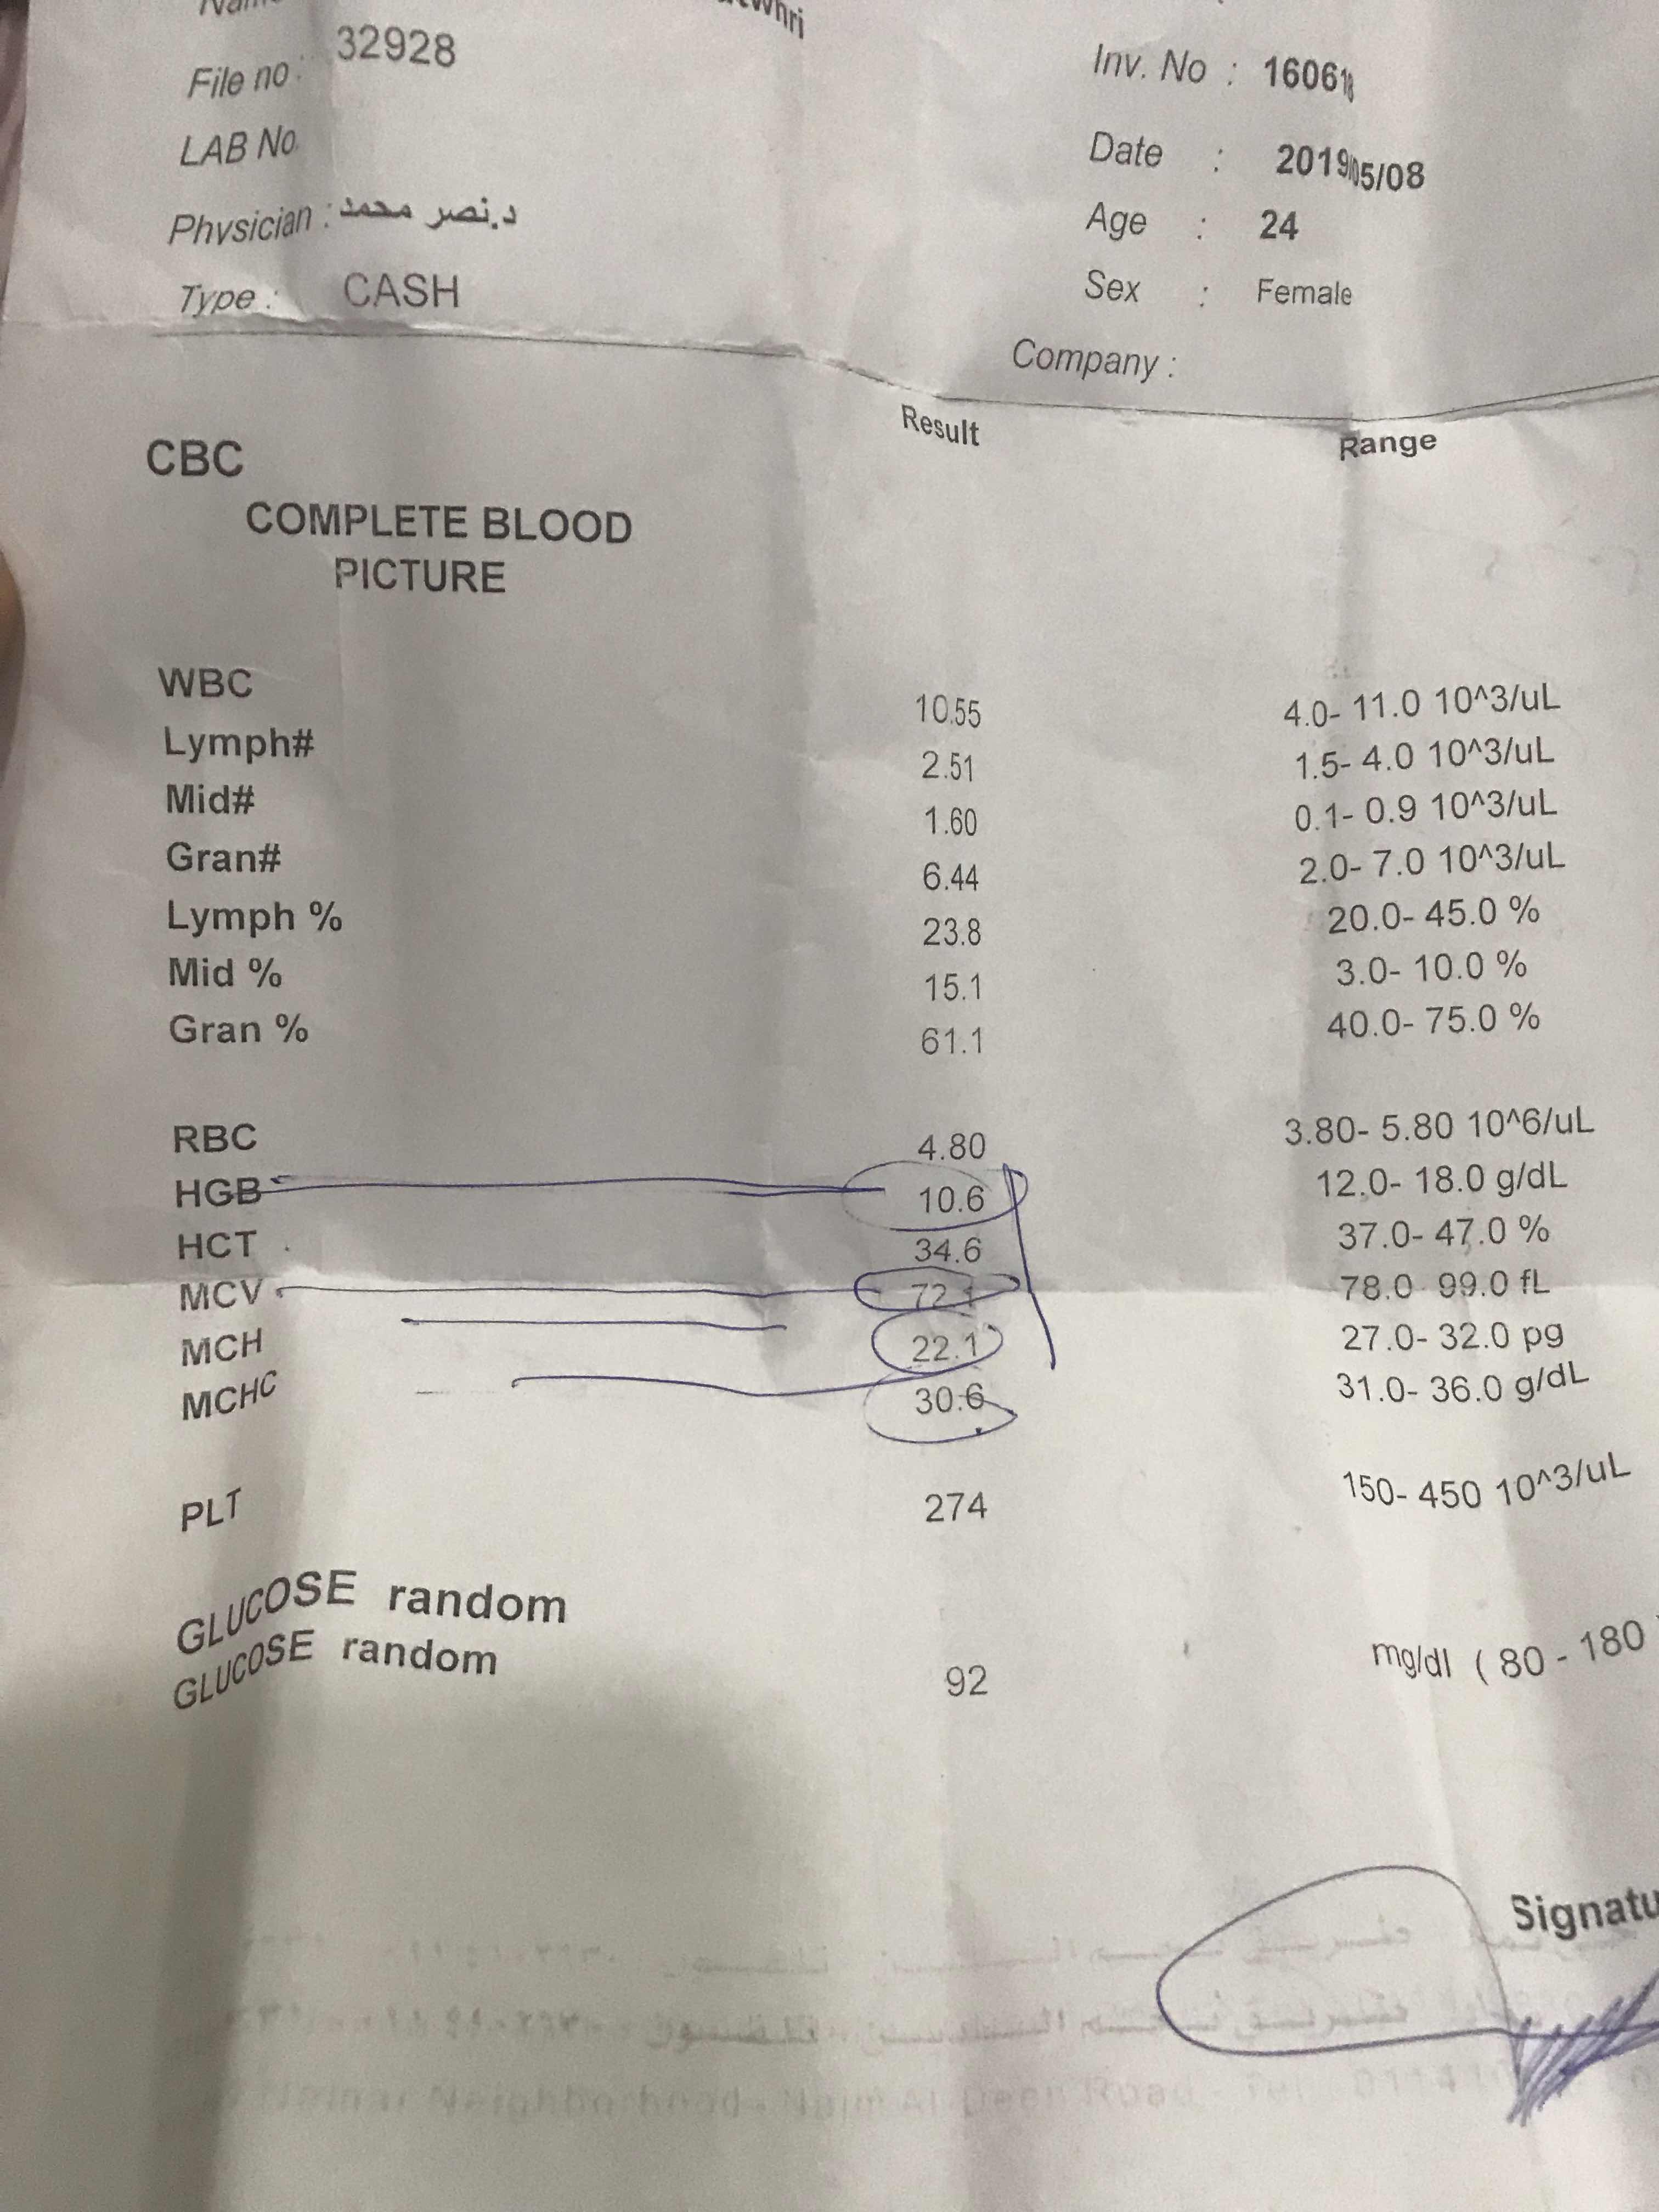 File no : 32928
Inv. No : 16061
LAB No
Date : 2019/05/08
Physician : د.نصر محمد
Age : 24
Type : CASH
Sex : Female
Company :
Result Range
CBC
COMPLETE BLOOD
PICTURE
WBC 10.55 4.0- 11.0 10^3/uL
Lymph# 2.51 1.5- 4.0 10^3/uL
Mid# 1.60 0.1- 0.9 10^3/uL
Gran# 6.44 2.0- 7.0 10^3/uL
Lymph % 23.8 20.0- 45.0 %
Mid % 15.1 3.0- 10.0 %
Gran % 61.1 40.0- 75.0 %
RBC 4.80 3.80- 5.80 10^6/uL
HGB 10.6 12.0- 18.0 g/dL
HCT 34.6 37.0- 47.0 %
MCV 72.1 78.0 99.0 fL
MCH 22.1 27.0- 32.0 pg
MCHC 30.6 31.0- 36.0 g/dL
PLT 274 150- 450 10^3/uL
GLUCOSE random
GLUCOSE random 92 mg/dl ( 80 - 180
Signatu